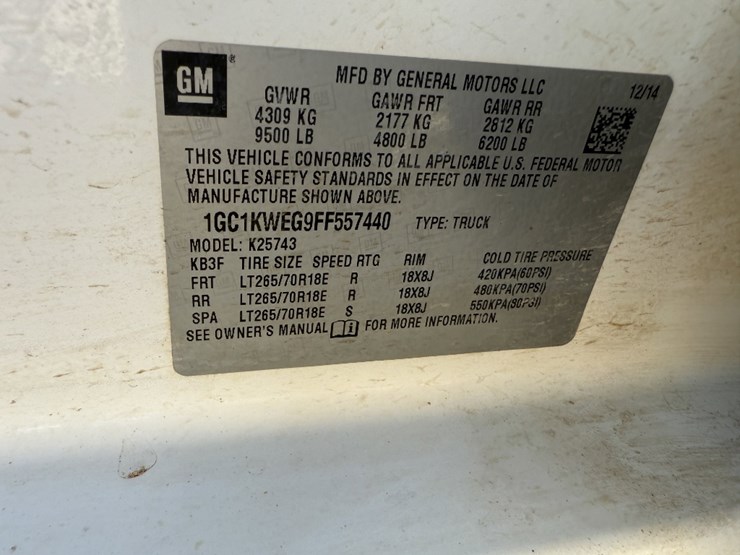 GM
MFD BY GENERAL MOTORS LLC 12/14
GVWR GAWR FRT GAWR RR
4309 KG 2177 KG 2812 KG
9500 LB 4800 LB 6200 LB
THIS VEHICLE CONFORMS TO ALL APPLICABLE U.S. FEDERAL MOTOR
VEHICLE SAFETY STANDARDS IN EFFECT ON THE DATE OF
MANUFACTURE SHOWN ABOVE.
1GC1KWEG9FF557440 TYPE: TRUCK
MODEL: K25743
KB3F TIRE SIZE SPEED RTG RIM COLD TIRE PRESSURE
FRT LT265/70R18E R 18X8J 420KPA(60PSI)
RR LT265/70R18E R 18X8J 480KPA(70PSI)
SPA LT265/70R18E S 18X8J 550KPA(80PSI)
SEE OWNER'S MANUAL FOR MORE INFORMATION.